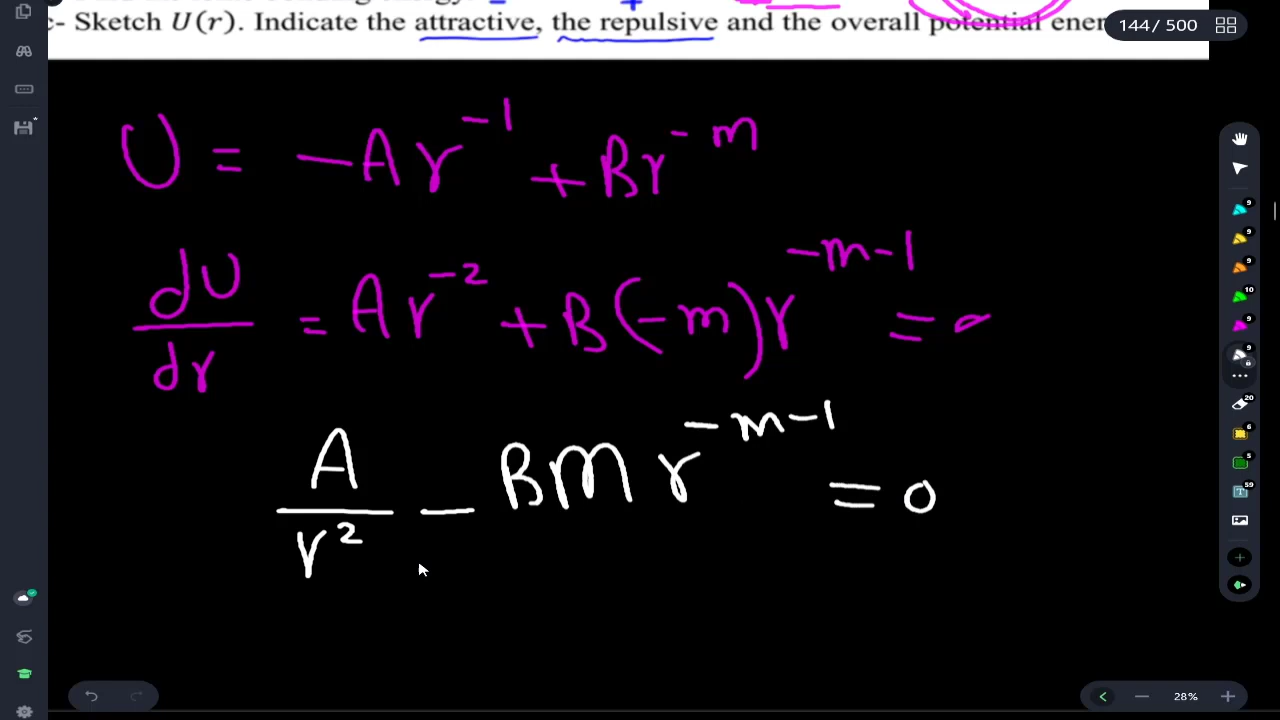 c- Sketch U(r). Indicate the attractive, the repulsive and the overall potential ener
144 / 500
U = -Ar^-1 + Br^-m
dU/dr = Ar^-2 + B(-m)r^-m-1 = 0
A/r^2 - BMr^-m-1 = 0
28%